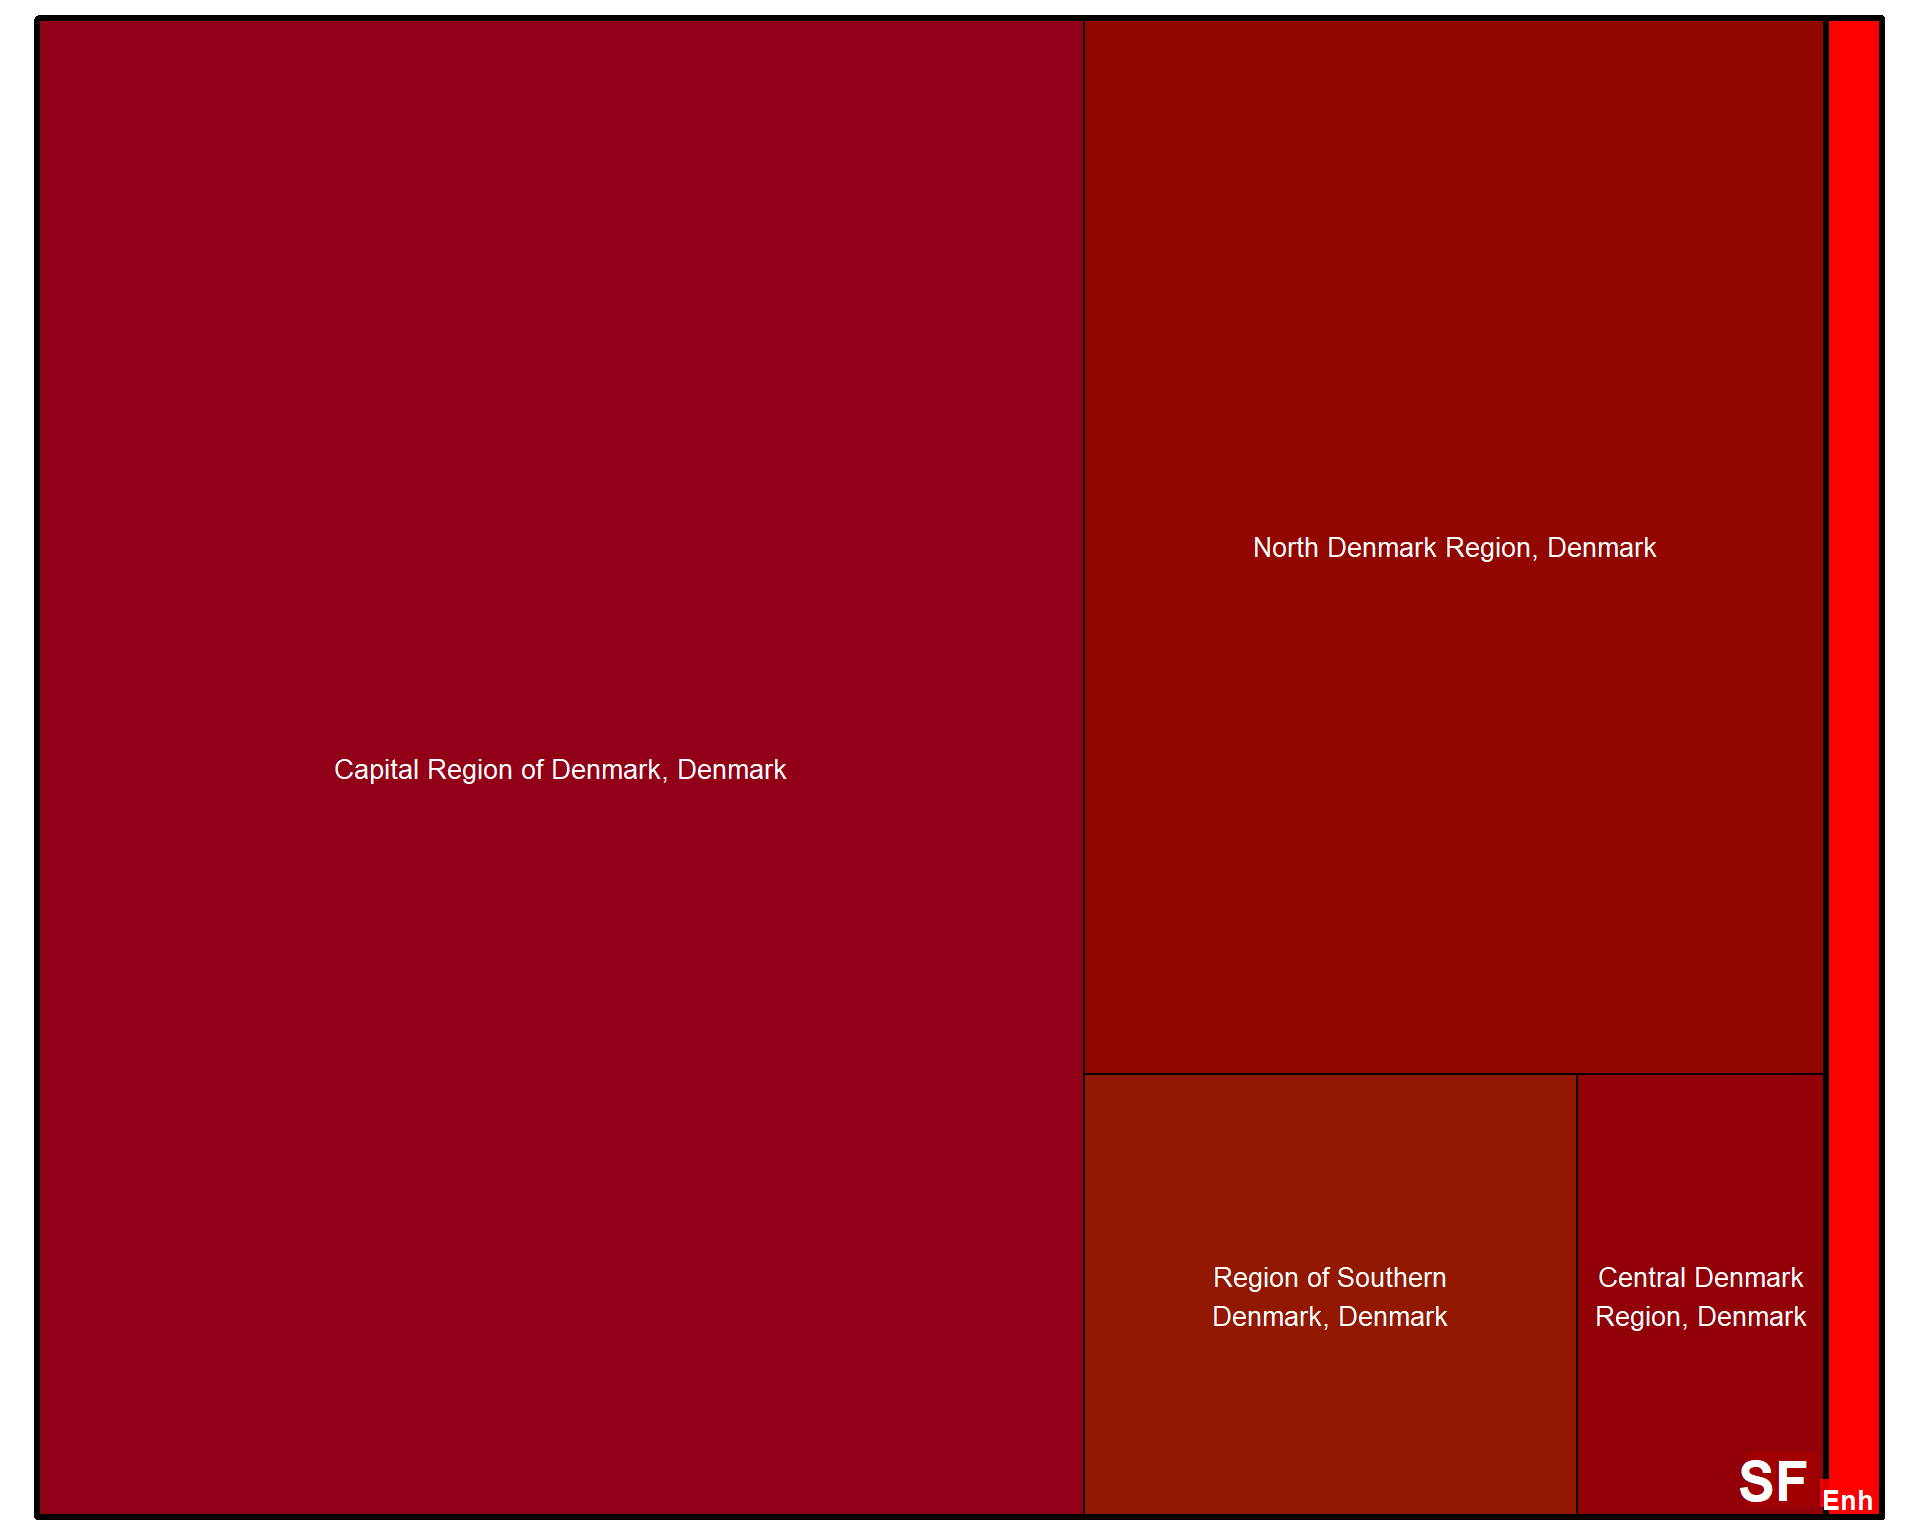 North Denmark Region, Denmark
Capital Region of Denmark, Denmark
Region of Southern
Denmark, Denmark
Central Denmark
Region, Denmark
SF
Enh